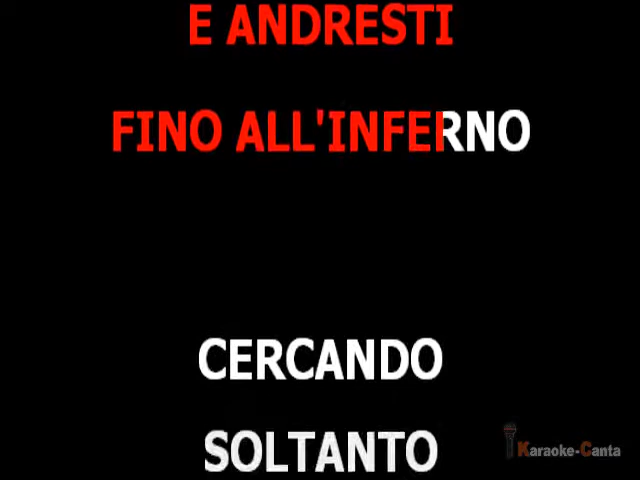 E ANDRESTI
FINO ALL'INFERNO
CERCANDO
SOLTANTO
Karaoke-Canta